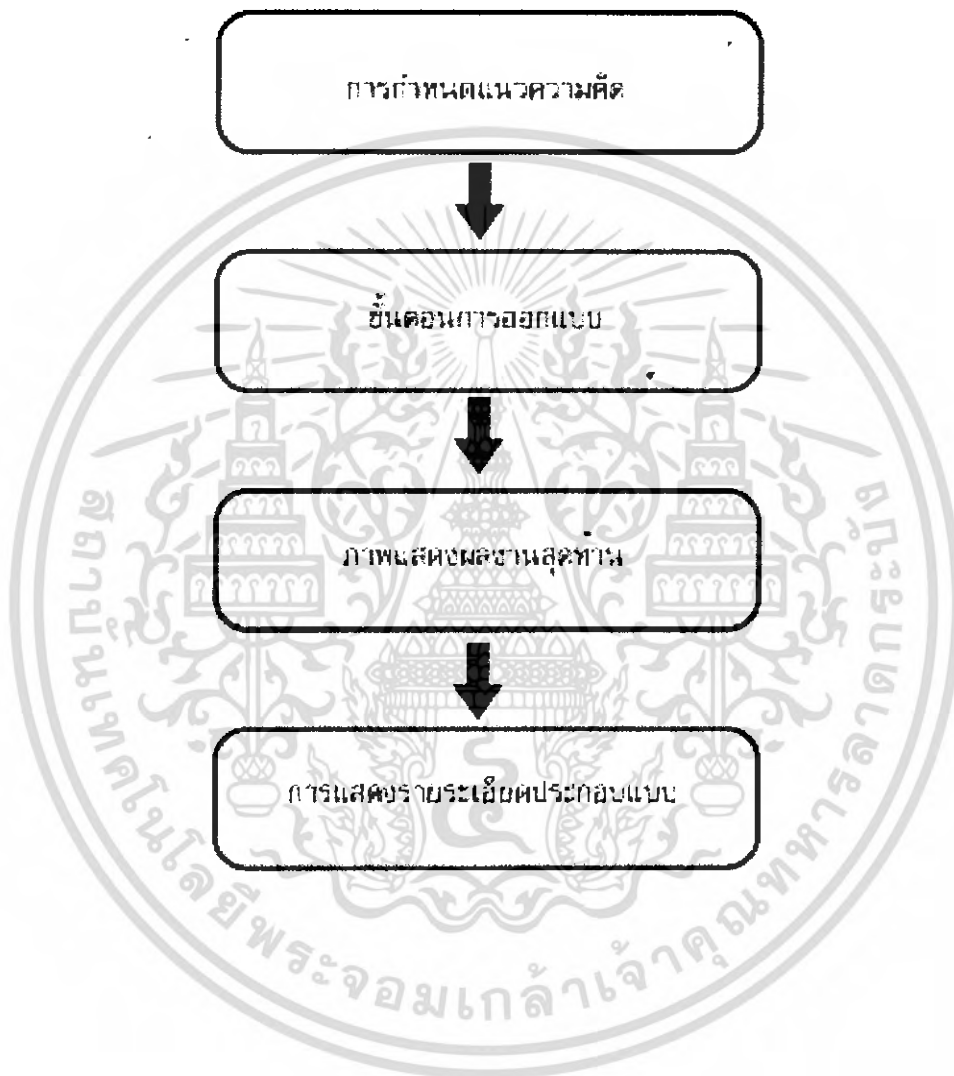 การกำหนดแนวความคิด
ขั้นตอนการออกแบบ
ภาพแสดงผลงานสุดท้าน
การแสดงรายระเอียดประกอบแบบ
สถาบันเทคโนโลยีพระจอมเกล้าเจ้าคุณทหารลาดกระบัง